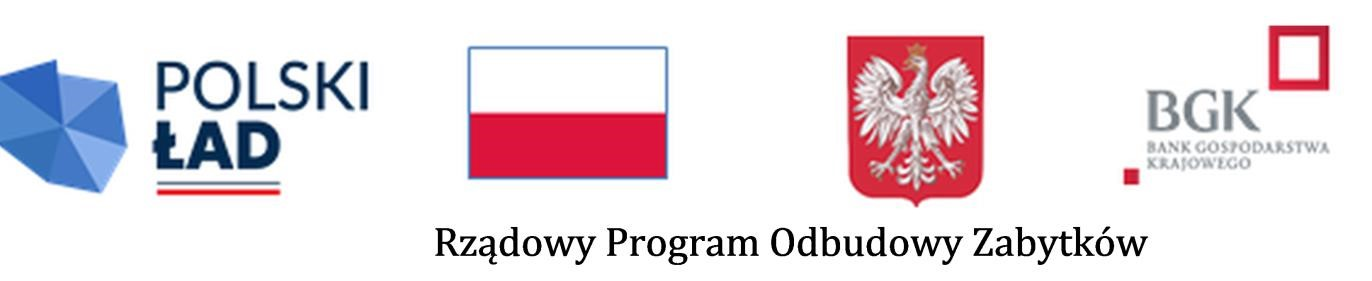 POLSKI
ŁAD
BGK
BANK GOSPODARSTWA
KRAJOWEGO
Rządowy Program Odbudowy Zabytków